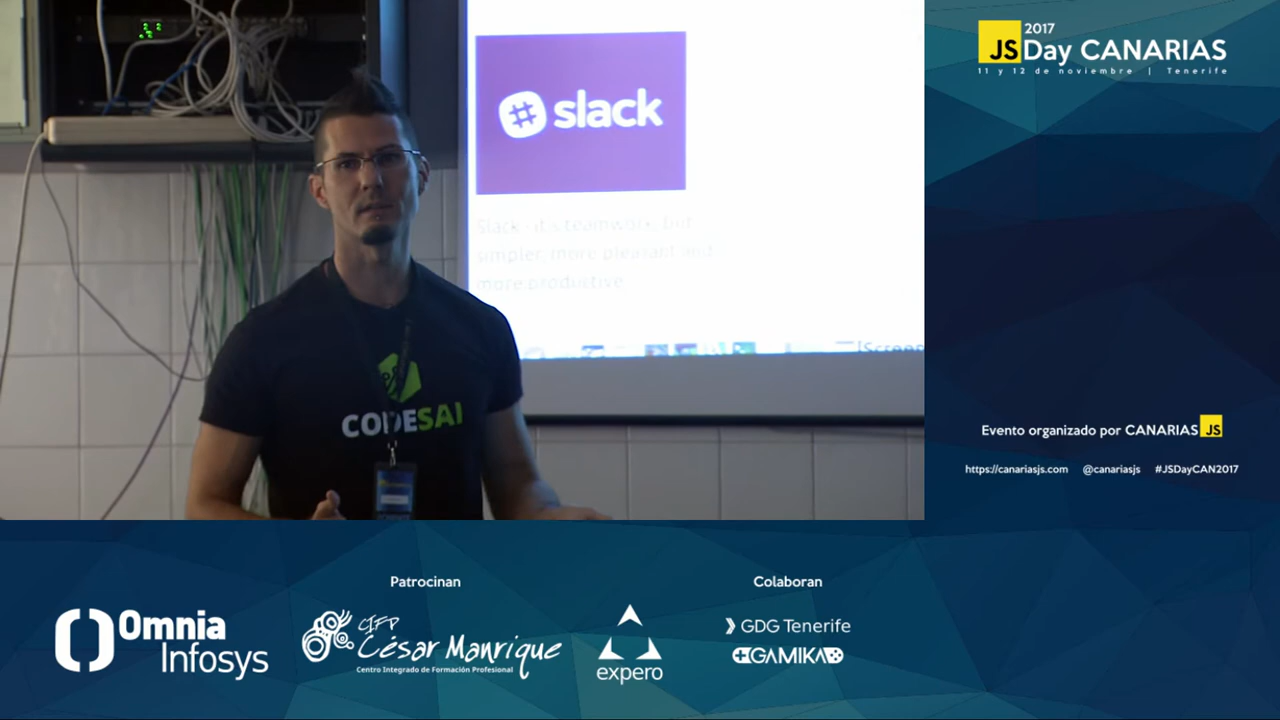 slack
Slack - it's teamwork, but
simpler, more pleasant and
more productive.
CODESAI
2017
JSDay CANARIAS
11 y 12 de noviembre | Tenerife
Evento organizado por CANARIAS JS
https://canariasjs.com @canariasjs #JSDayCAN2017
Patrocinan
Colaboran
Omnia
Infosys
CIFP
César Manrique
Centro Integrado de Formación Profesional
expero
GDG Tenerife
GAMIKA